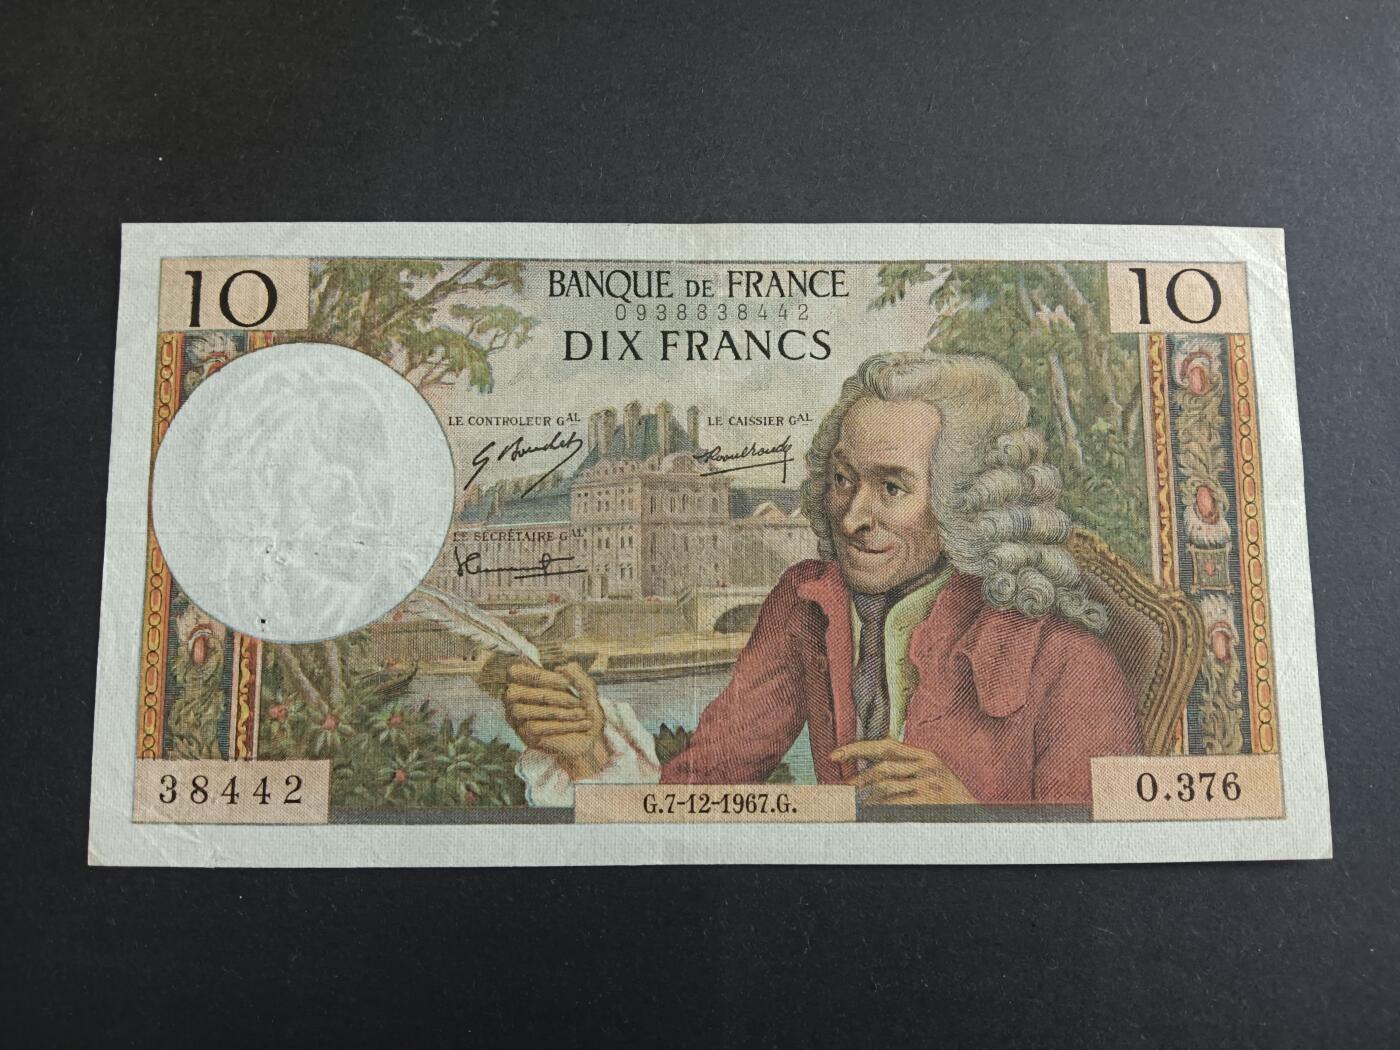 10
BANQUE DE FRANCE
10
0938838442
DIX FRANCS
LE CONTROLEUR GAL
LE CAISSIER GAL
G Bouchet
LE SECRÉTAIRE GAL
38442
G.7-12-1967.G.
O.376